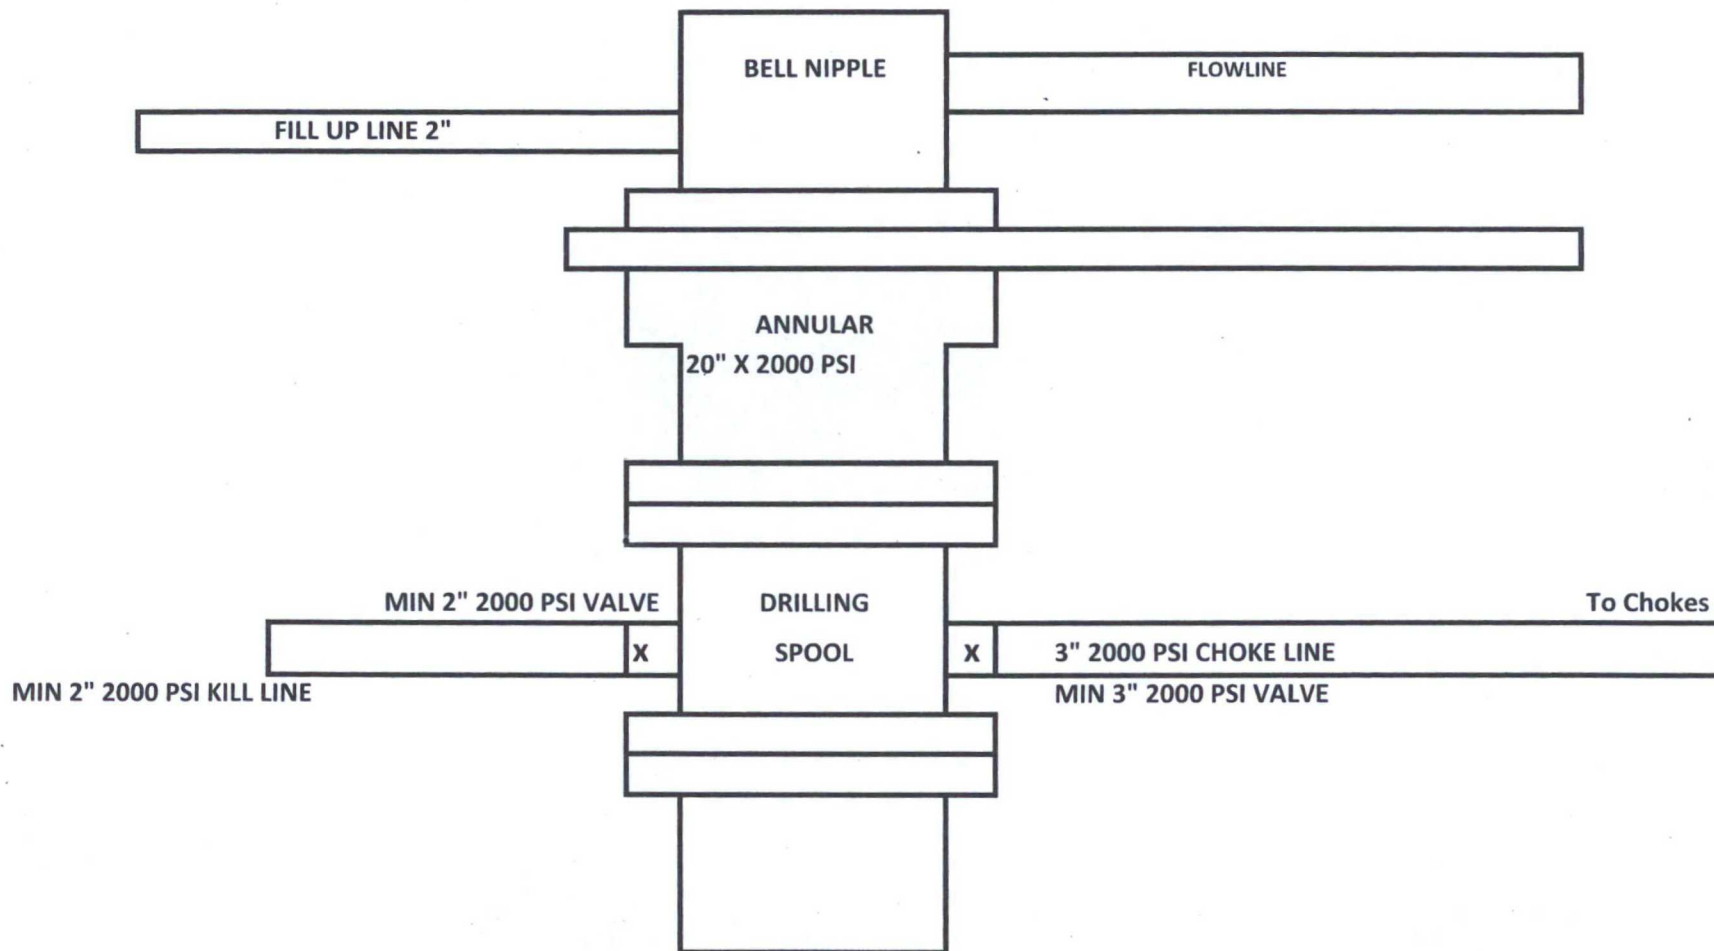 BELL NIPPLE
FLOWLINE
FILL UP LINE 2"
ANNULAR
20" X 2000 PSI
MIN 2" 2000 PSI VALVE
DRILLING
To Chokes
X
SPOOL
X
3" 2000 PSI CHOKE LINE
MIN 2" 2000 PSI KILL LINE
MIN 3" 2000 PSI VALVE